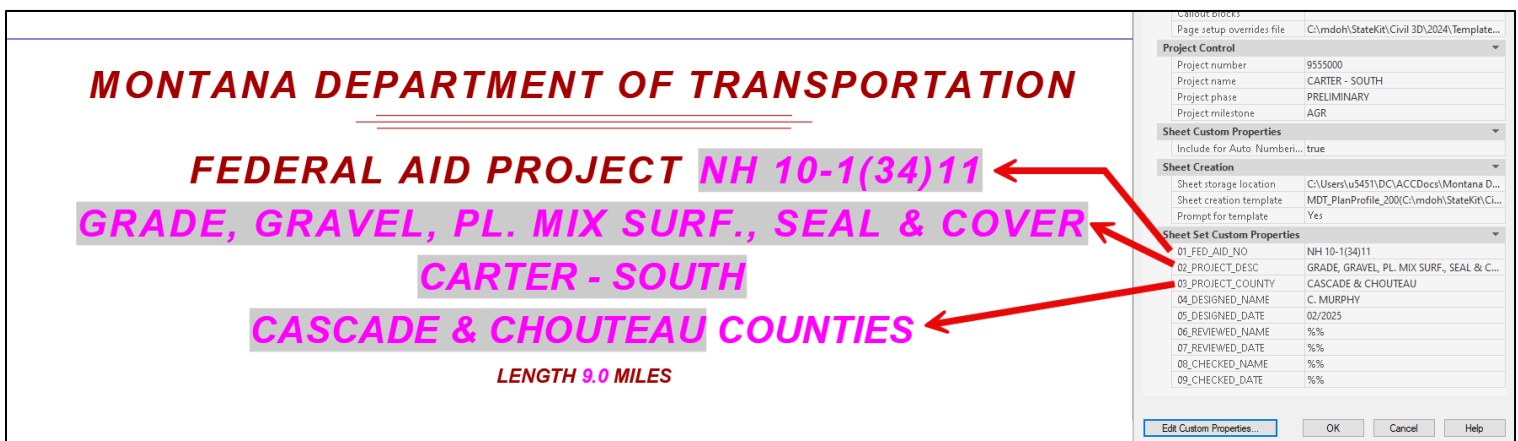 MONTANA DEPARTMENT OF TRANSPORTATION
FEDERAL AID PROJECT NH 10-1(34)11
GRADE, GRAVEL, PL. MIX SURF., SEAL & COVER
CARTER - SOUTH
CASCADE & CHOUTEAU COUNTIES
LENGTH 9.0 MILES
Callout blocks
Page setup overrides file C:\mdoh\StateKit\Civil 3D\2024\Template...
Project Control
Project number 9555000
Project name CARTER - SOUTH
Project phase PRELIMINARY
Project milestone AGR
Sheet Custom Properties
Include for Auto Numberi... true
Sheet Creation
Sheet storage location C:\Users\u5451\DC\ACCDocs\Montana D...
Sheet creation template MDT_PlanProfile_200(C:\mdoh\StateKit\Ci...
Prompt for template Yes
Sheet Set Custom Properties
01_FED_AID_NO NH 10-1(34)11
02_PROJECT_DESC GRADE, GRAVEL, PL. MIX SURF., SEAL & C...
03_PROJECT_COUNTY CASCADE & CHOUTEAU
04_DESIGNED_NAME C. MURPHY
05_DESIGNED_DATE 02/2025
06_REVIEWED_NAME %%
07_REVIEWED_DATE %%
08_CHECKED_NAME %%
09_CHECKED_DATE %%
Edit Custom Properties... OK Cancel Help